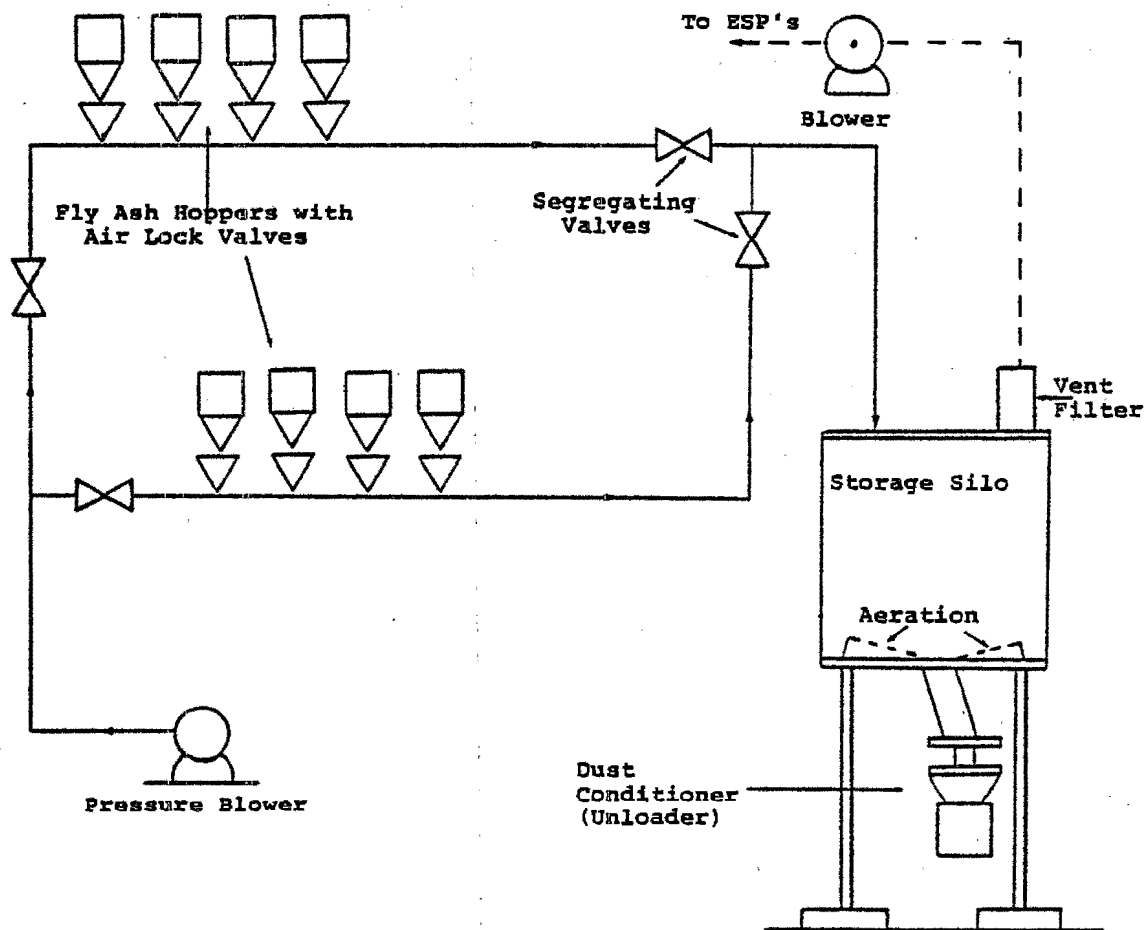 To ESP's
Blower
Fly Ash Hoppers with
Air Lock Valves
Segregating
Valves
Vent
Filter
Storage Silo
Aeration
Pressure Blower
Dust
Conditioner
(Unloader)